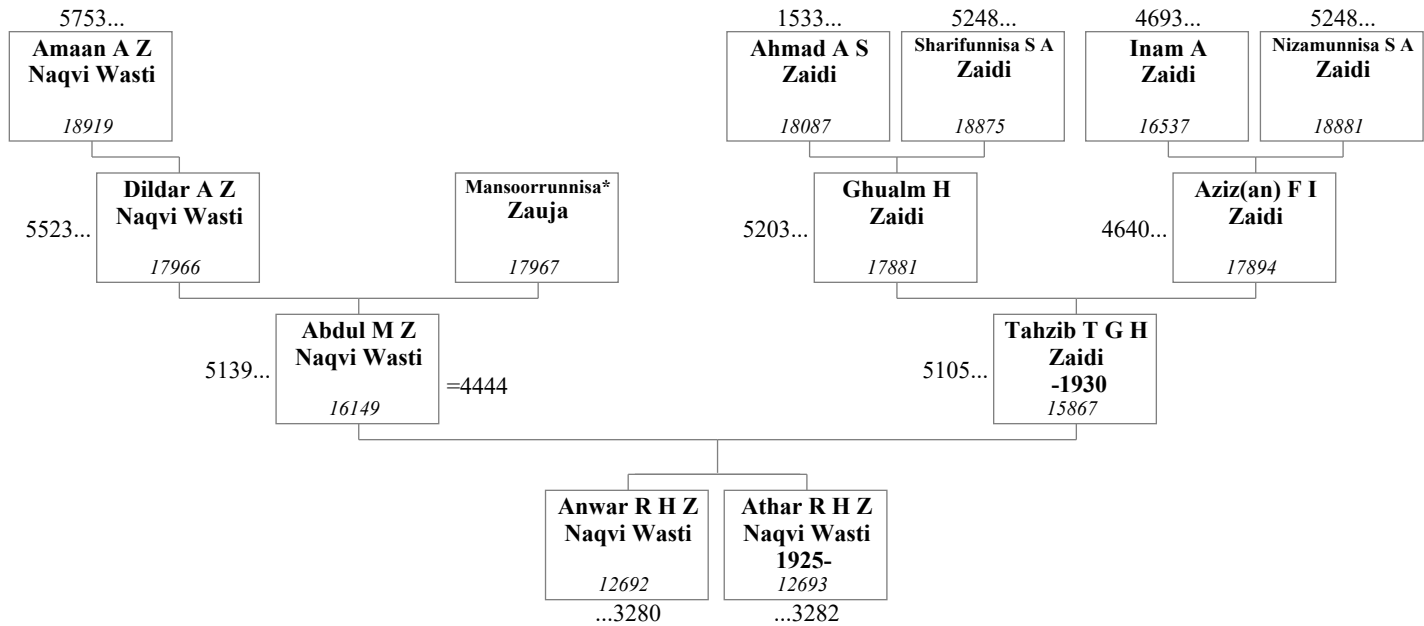 5753...
Amaan A Z
Naqvi Wasti
18919
1533...
Ahmad A S
Zaidi
18087
5248...
Sharifunnisa S A
Zaidi
18875
4693...
Inam A
Zaidi
16537
5248...
Nizamunnisa S A
Zaidi
18881
5523...
Dildar A Z
Naqvi Wasti
17966
Mansoorrunnisa*
Zauja
17967
5203...
Ghualm H
Zaidi
17881
4640...
Aziz(an) F I
Zaidi
17894
5139...
Abdul M Z
Naqvi Wasti
16149
=4444
5105...
Tahzib T G H
Zaidi
-1930
15867
Anwar R H Z
Naqvi Wasti
12692
...3280
Athar R H Z
Naqvi Wasti
1925-
12693
...3282